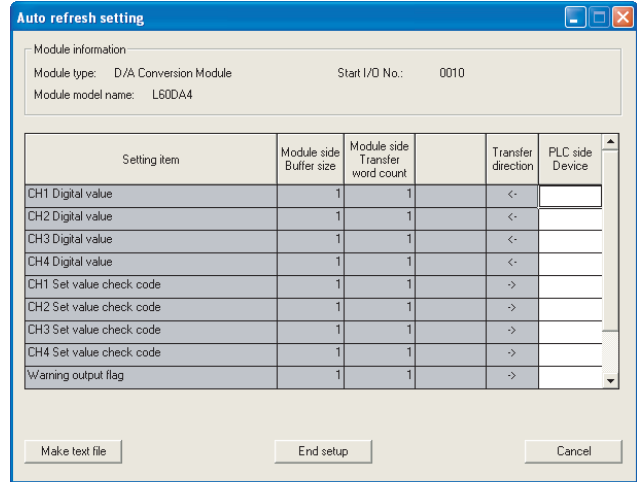 Auto refresh setting
Module information
Module type: D/A Conversion Module Start I/O No.: 0010
Module model name: L60DA4
Setting item Module side Buffer size Module side Transfer word count Transfer direction PLC side Device
CH1 Digital value 1 1 <-
CH2 Digital value 1 1 <-
CH3 Digital value 1 1 <-
CH4 Digital value 1 1 <-
CH1 Set value check code 1 1 ->
CH2 Set value check code 1 1 ->
CH3 Set value check code 1 1 ->
CH4 Set value check code 1 1 ->
Warning output flag 1 1 ->
Make text file End setup Cancel